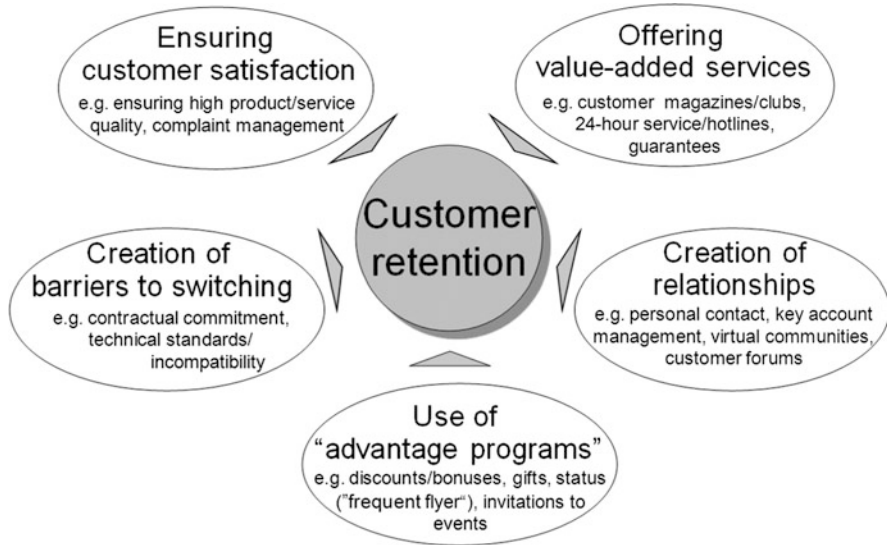 Ensuring
customer satisfaction
e.g. ensuring high product/service
quality, complaint management
Offering
value-added services
e.g. customer magazines/clubs,
24-hour service/hotlines,
guarantees
Customer
retention
Creation of
barriers to switching
e.g. contractual commitment,
technical standards/
incompatibility
Creation of
relationships
e.g. personal contact, key account
management, virtual communities,
customer forums
Use of
“advantage programs”
e.g. discounts/bonuses, gifts, status
(”frequent flyer“), invitations to
events